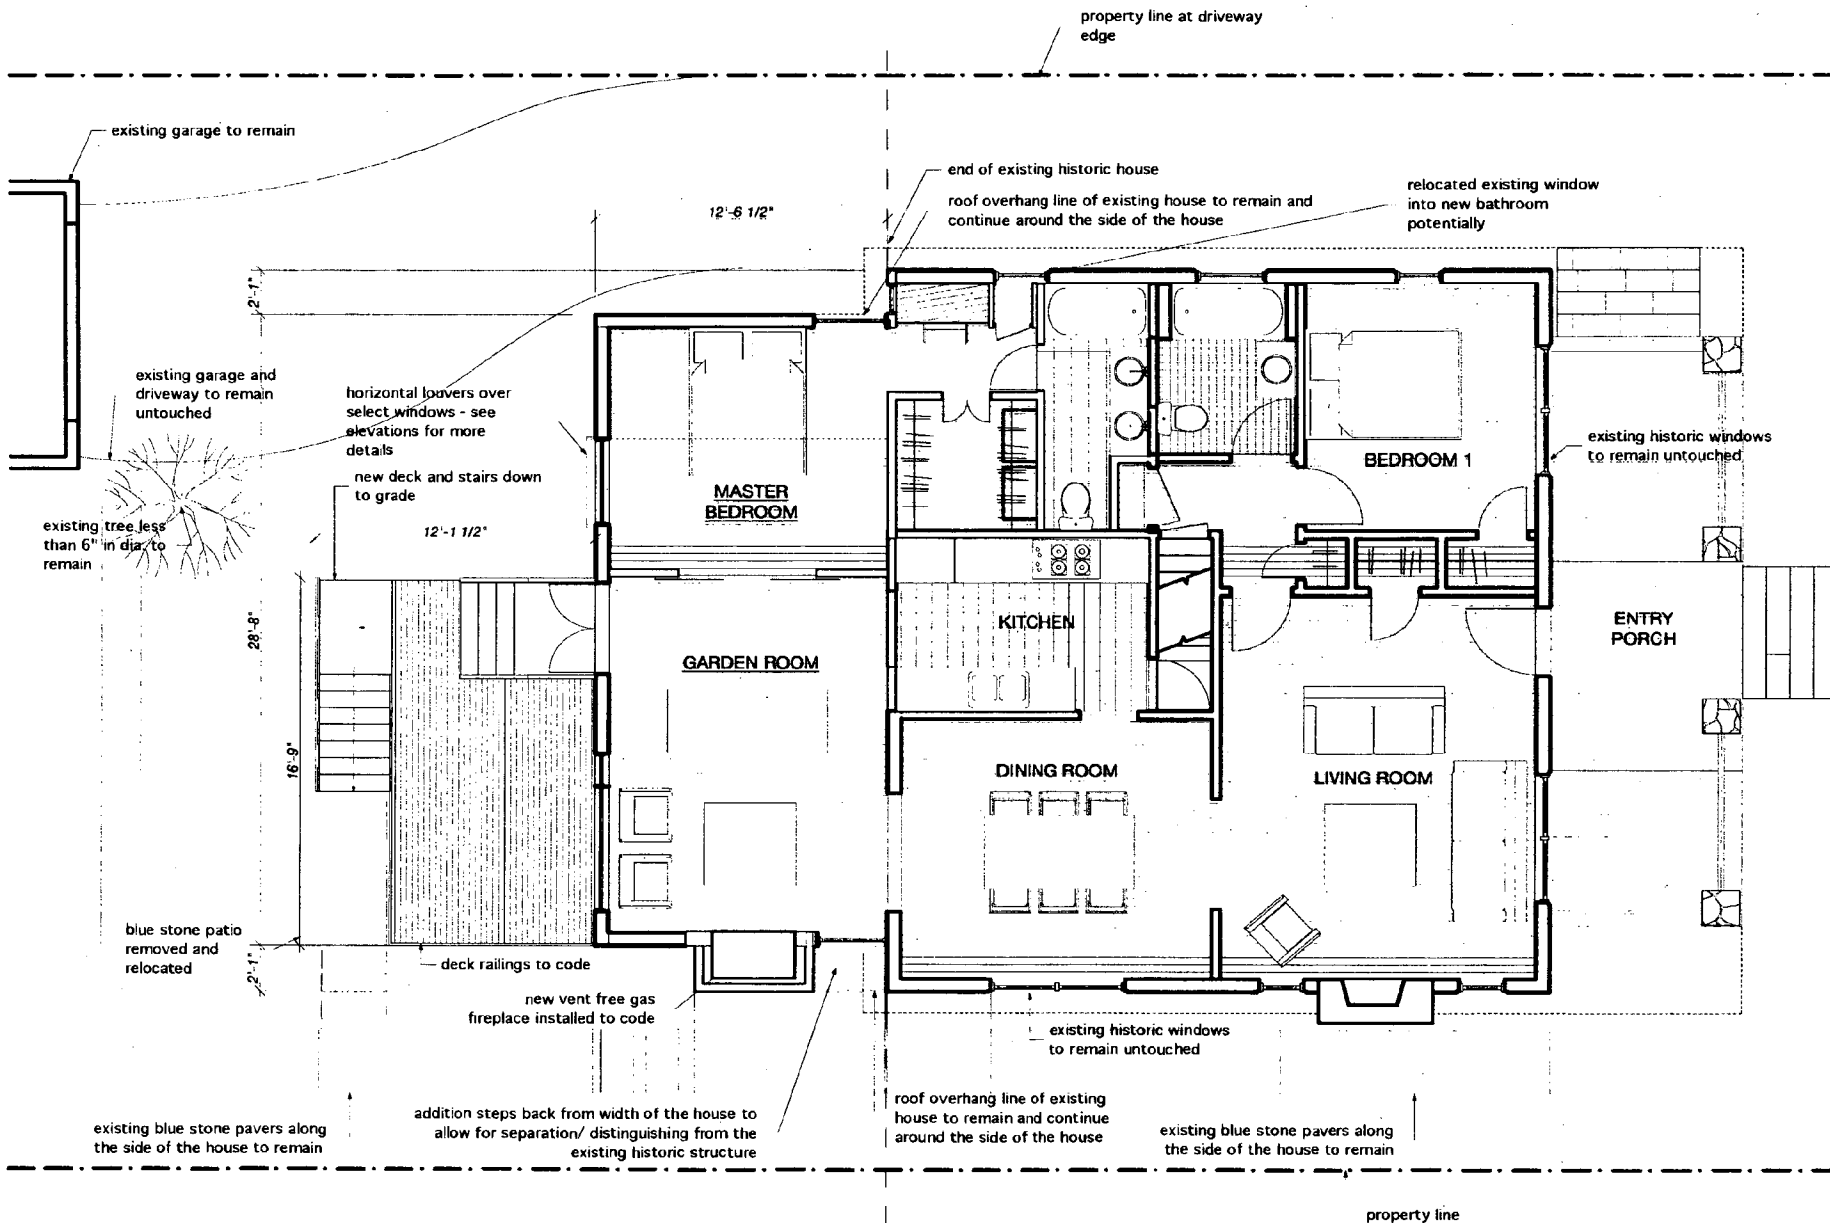 property line at driveway
edge
existing garage to remain
end of existing historic house
roof overhang line of existing house to remain and
continue around the side of the house
relocated existing window
into new bathroom
potentially
12'-6 1/2"
2'-1"
existing garage and
driveway to remain
untouched
horizontal louvers over
select windows - see
elevations for more
details
new deck and stairs down
to grade
12'-1 1/2"
existing tree less
than 6" in dia. to
remain
MASTER
BEDROOM
BEDROOM 1
existing historic windows
to remain untouched
28'-8"
KITCHEN
ENTRY
PORCH
GARDEN ROOM
16'-9"
DINING ROOM
LIVING ROOM
blue stone patio
removed and
relocated
2'-1"
deck railings to code
new vent free gas
fireplace installed to code
existing historic windows
to remain untouched
addition steps back from width of the house to
allow for separation/ distinguishing from the
existing historic structure
roof overhang line of existing
house to remain and continue
around the side of the house
existing blue stone pavers along
the side of the house to remain
existing blue stone pavers along
the side of the house to remain
property line